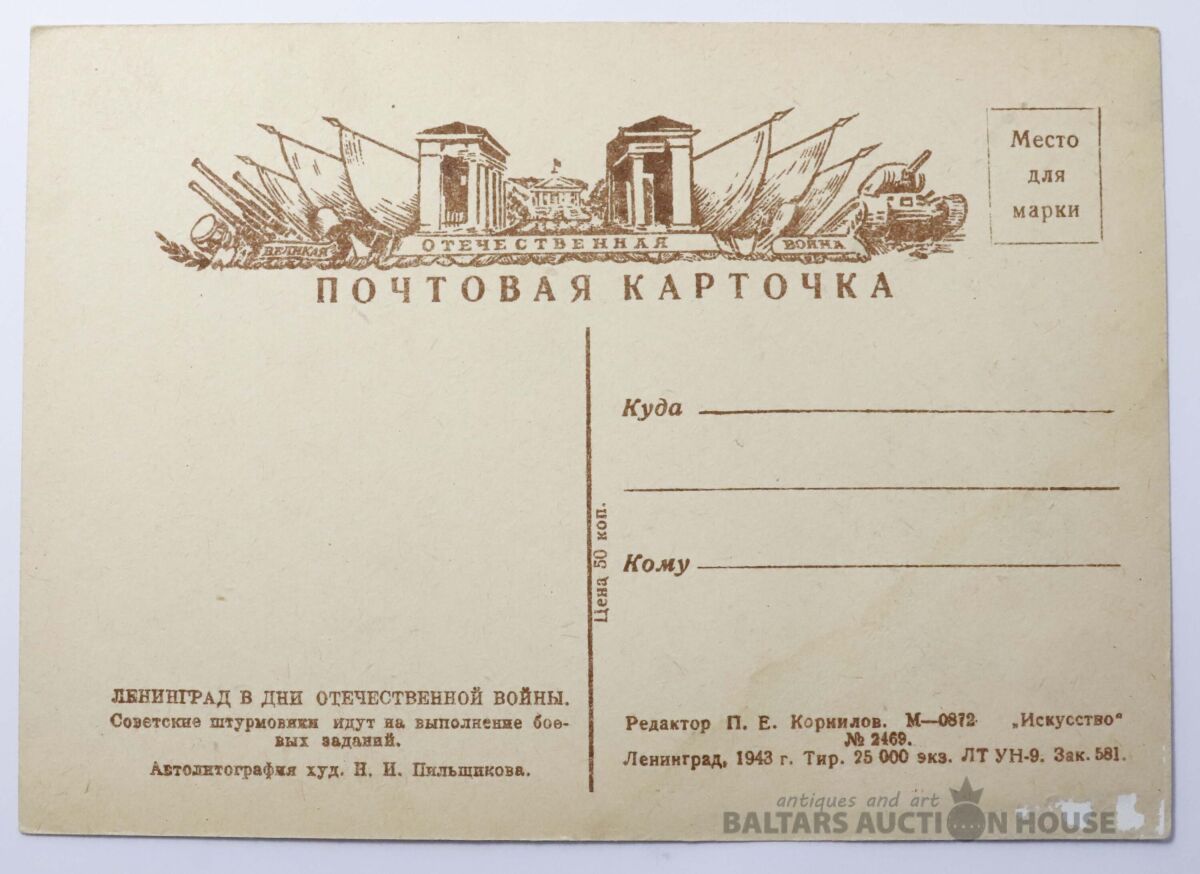 Место
для
марки
ВЕЛИКАЯ ОТЕЧЕСТВЕННАЯ ВОЙНА
ПОЧТОВАЯ КАРТОЧКА
Куда
Кому
Цена 50 коп.
ЛЕНИНГРАД В ДНИ ОТЕЧЕСТВЕННОЙ ВОЙНЫ.
Советские штурмовики идут на выполнение бое-
вых заданий.
Автолитография худ. Н. И. Пильщикова.
Редактор П. Е. Корнилов. М—0872 „Искусство“
№ 2469.
Ленинград, 1943 г. Тир. 25 000 экз. ЛТ УН-9. Зак. 581.
antiques and art
BALTARS AUCTION HOUSE